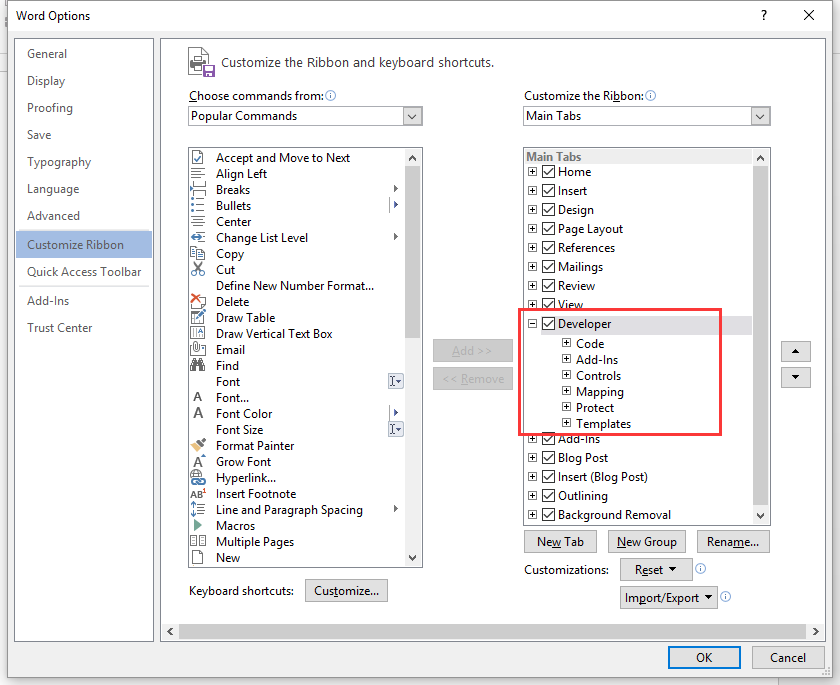 Word Options
?
General
Display
Proofing
Save
Typography
Language
Advanced
Customize Ribbon
Quick Access Toolbar
Add-Ins
Trust Center
Customize the Ribbon and keyboard shortcuts.
Choose commands from:
Popular Commands
Accept and Move to Next
Align Left
Breaks
Bullets
Center
Change List Level
Copy
Cut
Define New Number Format...
Delete
Draw Table
Draw Vertical Text Box
Email
Find
Font
Font...
Font Color
Font Size
Format Painter
Grow Font
Hyperlink...
Insert Footnote
Line and Paragraph Spacing
Macros
Multiple Pages
New
Keyboard shortcuts:
Customize...
Add >>
<< Remove
Customize the Ribbon:
Main Tabs
Main Tabs
Home
Insert
Design
Page Layout
References
Mailings
Review
View
Developer
Code
Add-Ins
Controls
Mapping
Protect
Templates
Add-Ins
Blog Post
Insert (Blog Post)
Outlining
Background Removal
New Tab
New Group
Rename...
Customizations:
Reset
Import/Export
OK
Cancel